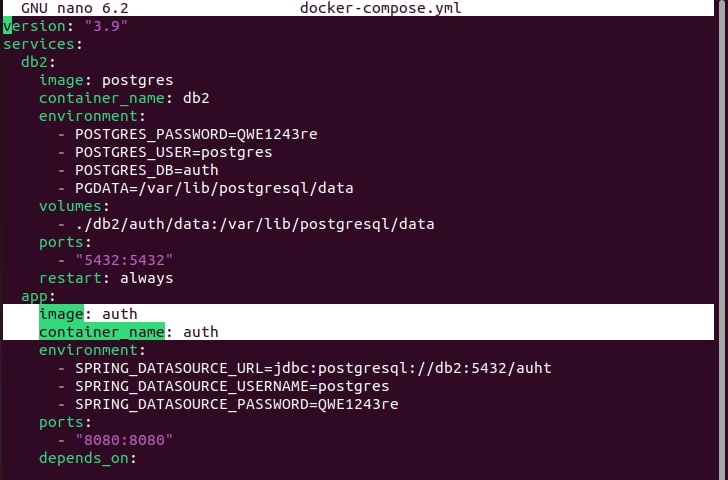 GNU nano 6.2 docker-compose.yml
version: "3.9"
services:
  db2:
    image: postgres
    container_name: db2
    environment:
      - POSTGRES_PASSWORD=QWE1243re
      - POSTGRES_USER=postgres
      - POSTGRES_DB=auth
      - PGDATA=/var/lib/postgresql/data
    volumes:
      - ./db2/auth/data:/var/lib/postgresql/data
    ports:
      - "5432:5432"
    restart: always
  app:
    image: auth
    container_name: auth
    environment:
      - SPRING_DATASOURCE_URL=jdbc:postgresql://db2:5432/auht
      - SPRING_DATASOURCE_USERNAME=postgres
      - SPRING_DATASOURCE_PASSWORD=QWE1243re
    ports:
      - "8080:8080"
    depends_on: